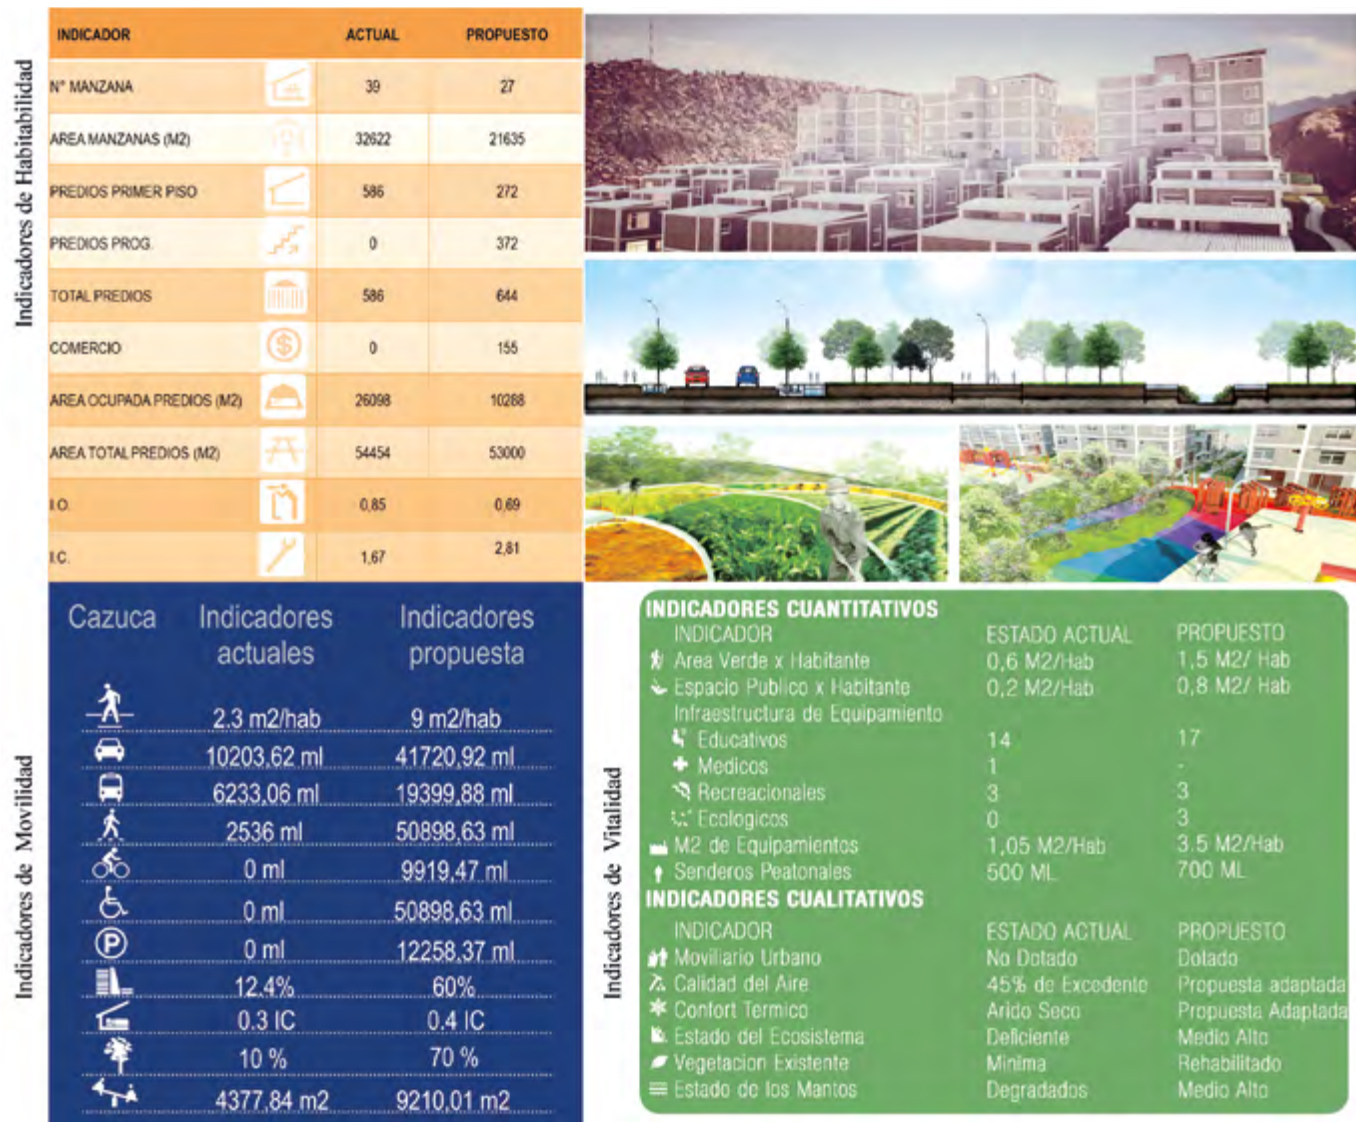 Indicadores de Habitabilidad
INDICADOR ACTUAL PROPUESTO
N° MANZANA 39 27
AREA MANZANAS (M2) 32622 21635
PREDIOS PRIMER PISO 586 272
PREDIOS PROG. 0 372
TOTAL PREDIOS 586 644
COMERCIO 0 155
AREA OCUPADA PREDIOS (M2) 26098 10288
AREA TOTAL PREDIOS (M2) 54454 53000
I.O. 0,85 0,69
I.C. 1,67 2,81
Indicadores de Movilidad
Cazuca Indicadores actuales Indicadores propuesta
2.3 m2/hab 9 m2/hab
10203,62 ml 41720,92 ml
6233,06 ml 19399,88 ml
2536 ml 50898,63 ml
0 ml 9919,47 ml
0 ml 50898,63 ml
P 0 ml 12258,37 ml
12.4% 60%
0.3 IC 0.4 IC
10 % 70 %
4377,84 m2 9210,01 m2
Indicadores de Vitalidad
INDICADORES CUANTITATIVOS
INDICADOR ESTADO ACTUAL PROPUESTO
Area Verde x Habitante 0,6 M2/Hab 1,5 M2/ Hab
Espacio Publico x Habitante 0,2 M2/Hab 0,8 M2/ Hab
Infraestructura de Equipamiento
Educativos 14 17
Medicos 1 -
Recreacionales 3 3
Ecologicos 0 3
M2 de Equipamientos 1,05 M2/Hab 3.5 M2/Hab
Senderos Peatonales 500 ML 700 ML
INDICADORES CUALITATIVOS
INDICADOR ESTADO ACTUAL PROPUESTO
Moviliario Urbano No Dotado Dotado
Calidad del Aire 45% de Excedente Propuesta adaptada
Confort Termico Arido Seco Propuesta Adaptada
Estado del Ecosistema Deficiente Medio Alto
Vegetacion Existente Minima Rehabilitado
Estado de los Mantos Degradados Medio Alto